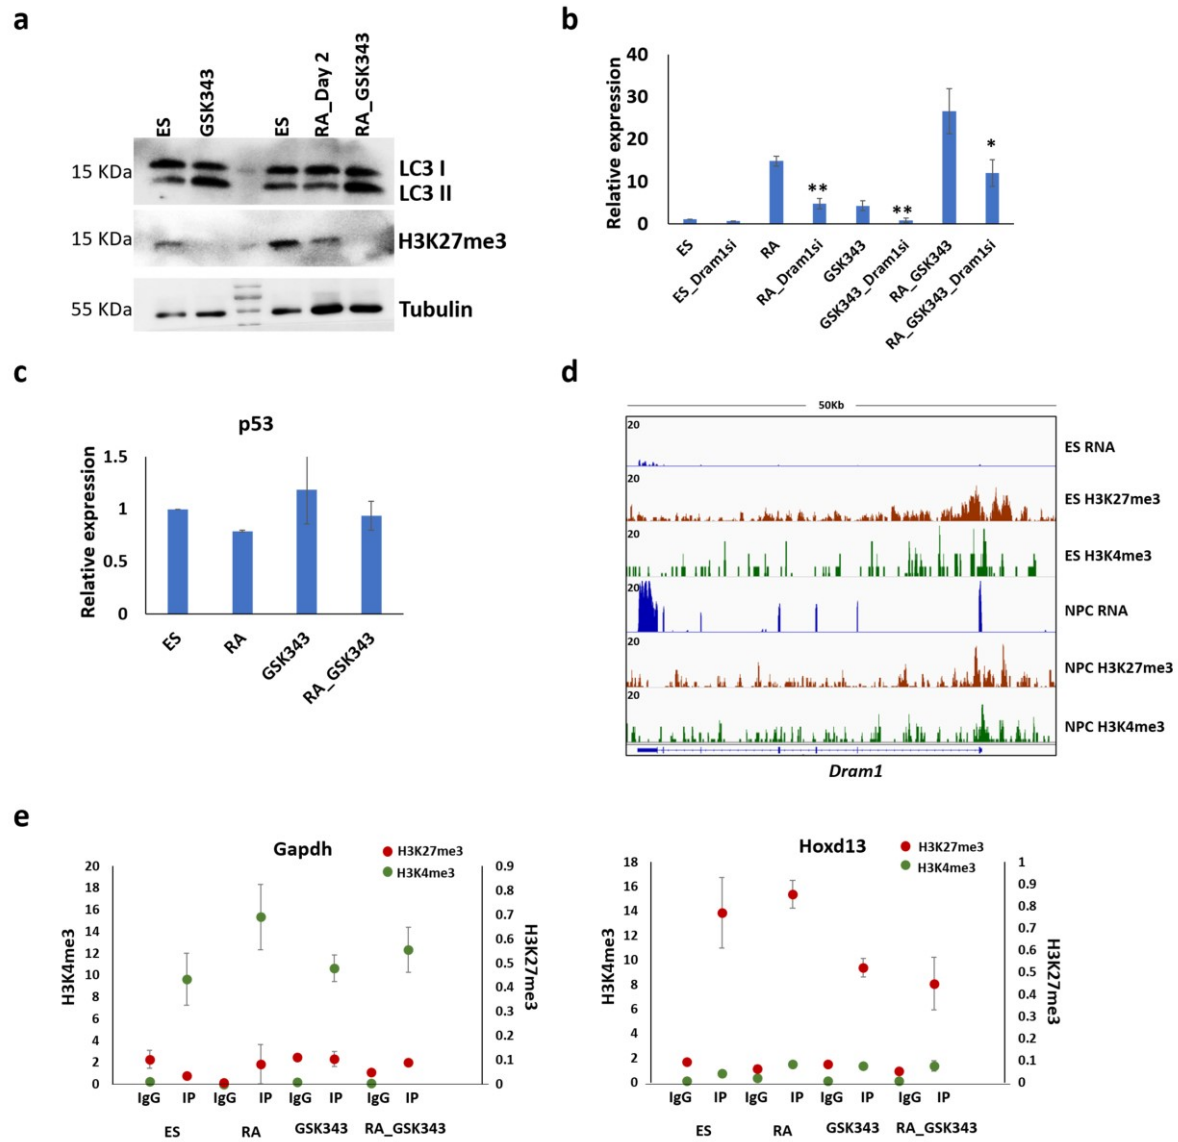 a
ES
GSK343
ES
RA_Day 2
RA_GSK343
15 KDa
LC3 I
LC3 II
15 KDa
H3K27me3
55 KDa
Tubulin
b
Relative expression
40
30
20
10
0
ES
ES_Dram1si
RA
RA_Dram1si
GSK343
GSK343_Dram1si
RA_GSK343
RA_GSK343_Dram1si
**
**
*
c
p53
Relative expression
1.5
1
0.5
0
ES
RA
GSK343
RA_GSK343
d
50Kb
20
ES RNA
20
ES H3K27me3
20
ES H3K4me3
20
NPC RNA
20
NPC H3K27me3
20
NPC H3K4me3
Dram1
e
Gapdh
H3K27me3
H3K4me3
H3K4me3
20
18
16
14
12
10
8
6
4
2
0
0.9
0.8
0.7
0.6
0.5
0.4
0.3
0.2
0.1
0
H3K27me3
IgG IP IgG IP IgG IP IgG IP
ES RA GSK343 RA_GSK343
Hoxd13
H3K27me3
H3K4me3
H3K4me3
18
16
14
12
10
8
6
4
2
0
1
0.9
0.8
0.7
0.6
0.5
0.4
0.3
0.2
0.1
0
H3K27me3
IgG IP IgG IP IgG IP IgG IP
ES RA GSK343 RA_GSK343